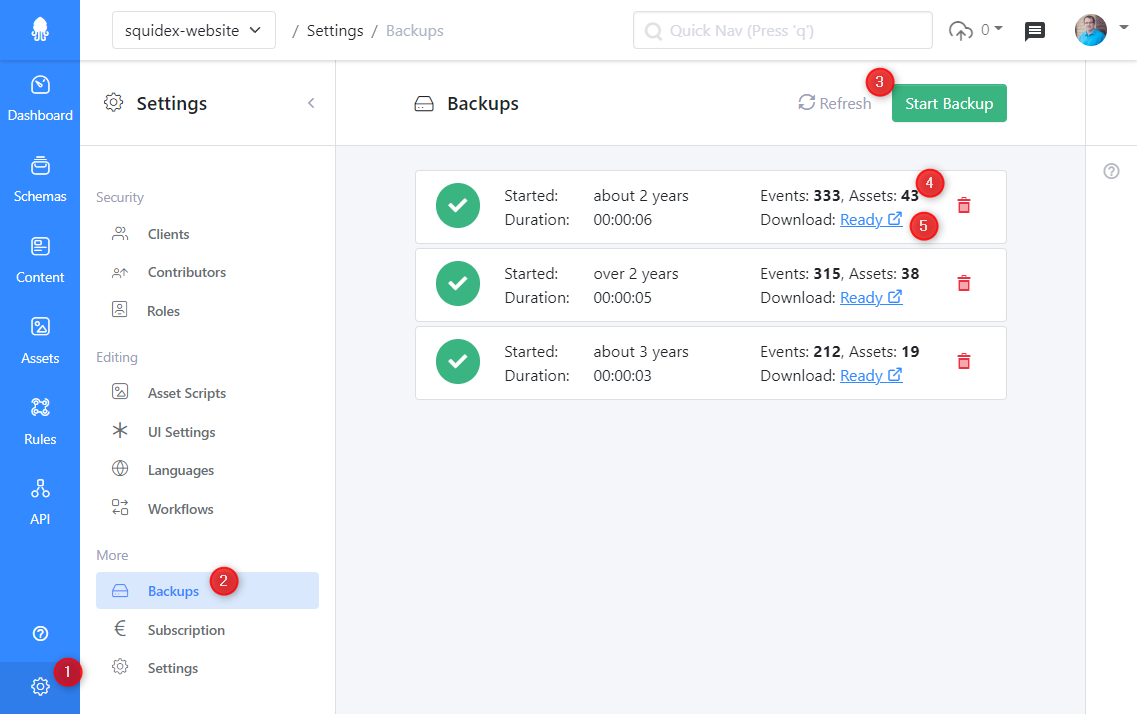 squidex-website
/ Settings / Backups
Quick Nav (Press 'q')
0
Dashboard
Schemas
Content
Assets
Rules
API
1
Settings
Security
Clients
Contributors
Roles
Editing
Asset Scripts
UI Settings
Languages
Workflows
More
Backups
2
Subscription
Settings
Backups
Refresh
3
Start Backup
Started: about 2 years Events: 333, Assets: 43
4
Duration: 00:00:06 Download: Ready
5
Started: over 2 years Events: 315, Assets: 38
Duration: 00:00:05 Download: Ready
Started: about 3 years Events: 212, Assets: 19
Duration: 00:00:03 Download: Ready